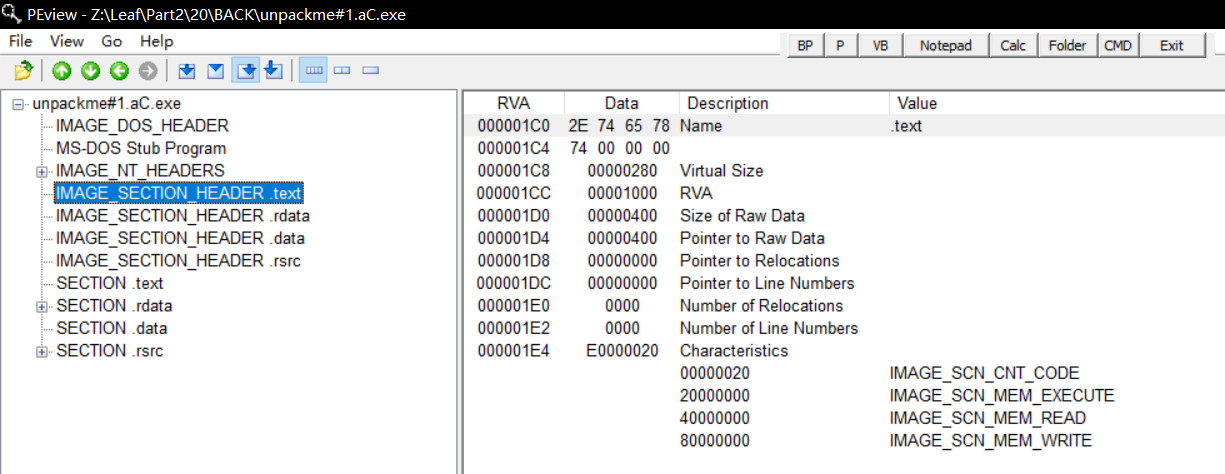 PEview - Z:\Leaf\Part2\20\BACK\unpackme#1.aC.exe
File View Go Help
BP P VB Notepad Calc Folder CMD Exit
unpackme#1.aC.exe
IMAGE_DOS_HEADER
MS-DOS Stub Program
IMAGE_NT_HEADERS
IMAGE_SECTION_HEADER .text
IMAGE_SECTION_HEADER .rdata
IMAGE_SECTION_HEADER .data
IMAGE_SECTION_HEADER .rsrc
SECTION .text
SECTION .rdata
SECTION .data
SECTION .rsrc
RVA Data Description Value
000001C0 2E 74 65 78 Name .text
000001C4 74 00 00 00
000001C8 00000280 Virtual Size
000001CC 00001000 RVA
000001D0 00000400 Size of Raw Data
000001D4 00000400 Pointer to Raw Data
000001D8 00000000 Pointer to Relocations
000001DC 00000000 Pointer to Line Numbers
000001E0 0000 Number of Relocations
000001E2 0000 Number of Line Numbers
000001E4 E0000020 Characteristics
00000020 IMAGE_SCN_CNT_CODE
20000000 IMAGE_SCN_MEM_EXECUTE
40000000 IMAGE_SCN_MEM_READ
80000000 IMAGE_SCN_MEM_WRITE